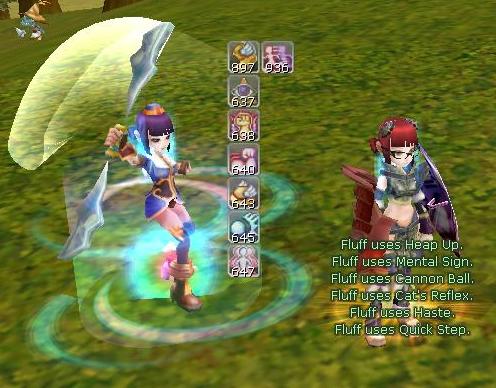 897 936
637
638
640
643
645
647
Fluff uses Heap Up.
Fluff uses Mental Sign.
Fluff uses Cannon Ball.
Fluff uses Cat's Reflex.
Fluff uses Haste.
Fluff uses Quick Step.